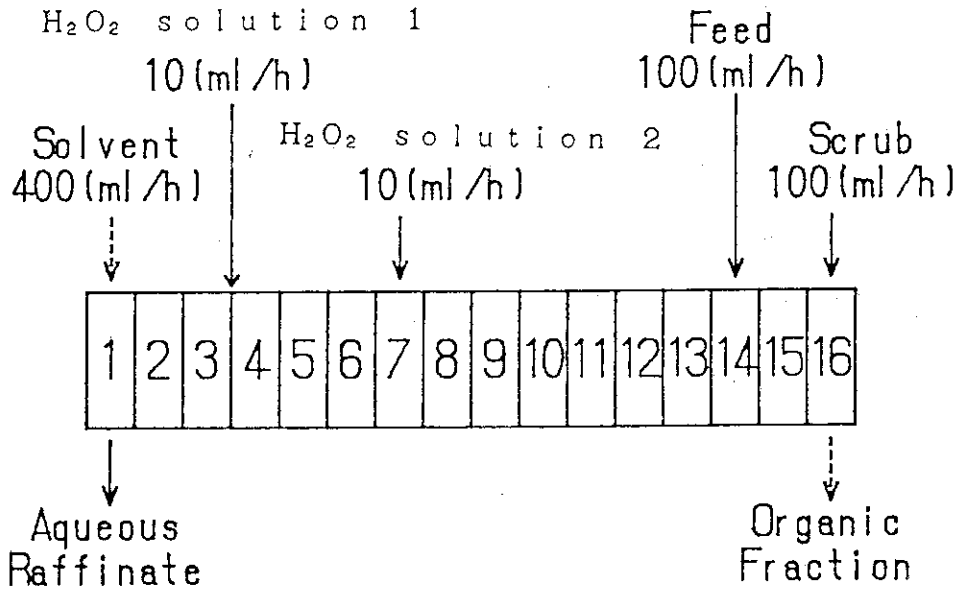 H₂O₂ solution 1
10(ml/h)
Feed
100(ml/h)
Solvent
400(ml/h)
H₂O₂ solution 2
10(ml/h)
Scrub
100(ml/h)
1 2 3 4 5 6 7 8 9 10 11 12 13 14 15 16
Aqueous
Raffinate
Organic
Fraction